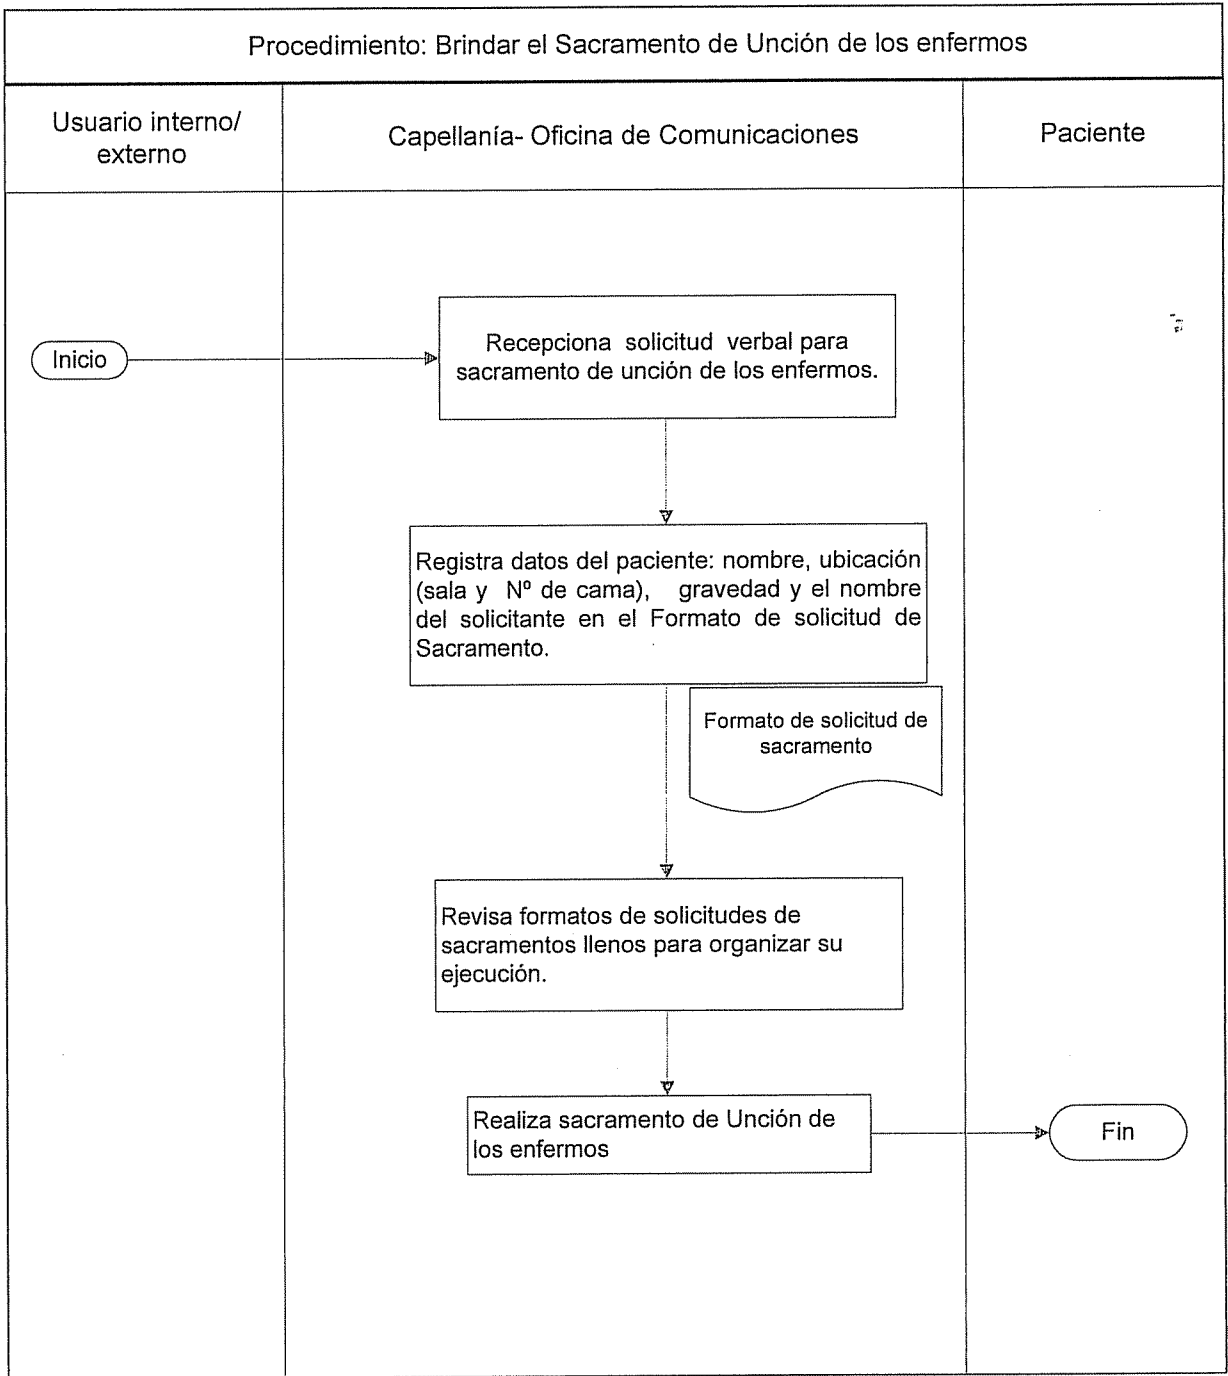 Procedimiento: Brindar el Sacramento de Unción de los enfermos
Usuario interno/
externo
Capellanía- Oficina de Comunicaciones
Paciente
Inicio
Recepciona solicitud verbal para
sacramento de unción de los enfermos.
Registra datos del paciente: nombre, ubicación
(sala y Nº de cama), gravedad y el nombre
del solicitante en el Formato de solicitud de
Sacramento.
Formato de solicitud de
sacramento
Revisa formatos de solicitudes de
sacramentos llenos para organizar su
ejecución.
Realiza sacramento de Unción de
los enfermos
Fin